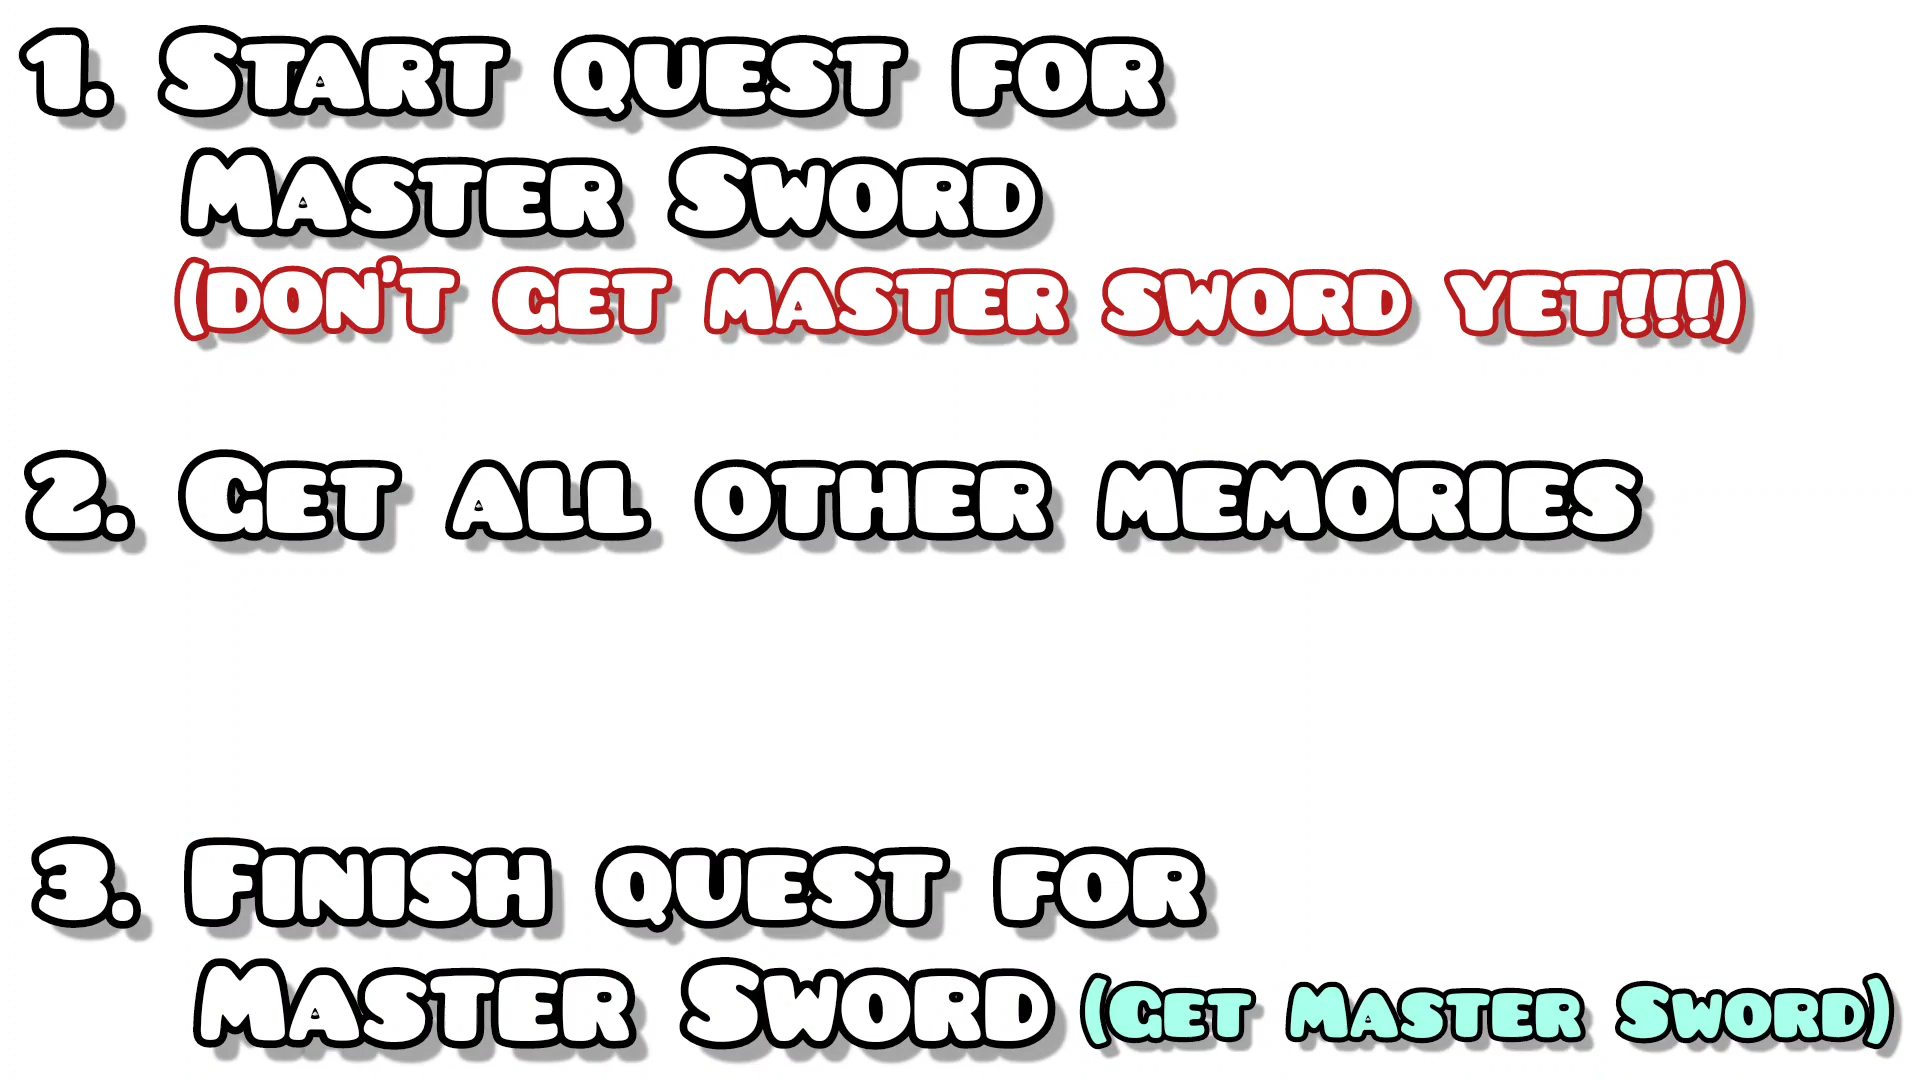 1. Start quest for
Master Sword
(don't get master sword yet!!!)
2. Get all other memories
3. Finish quest for
Master Sword (Get Master Sword)